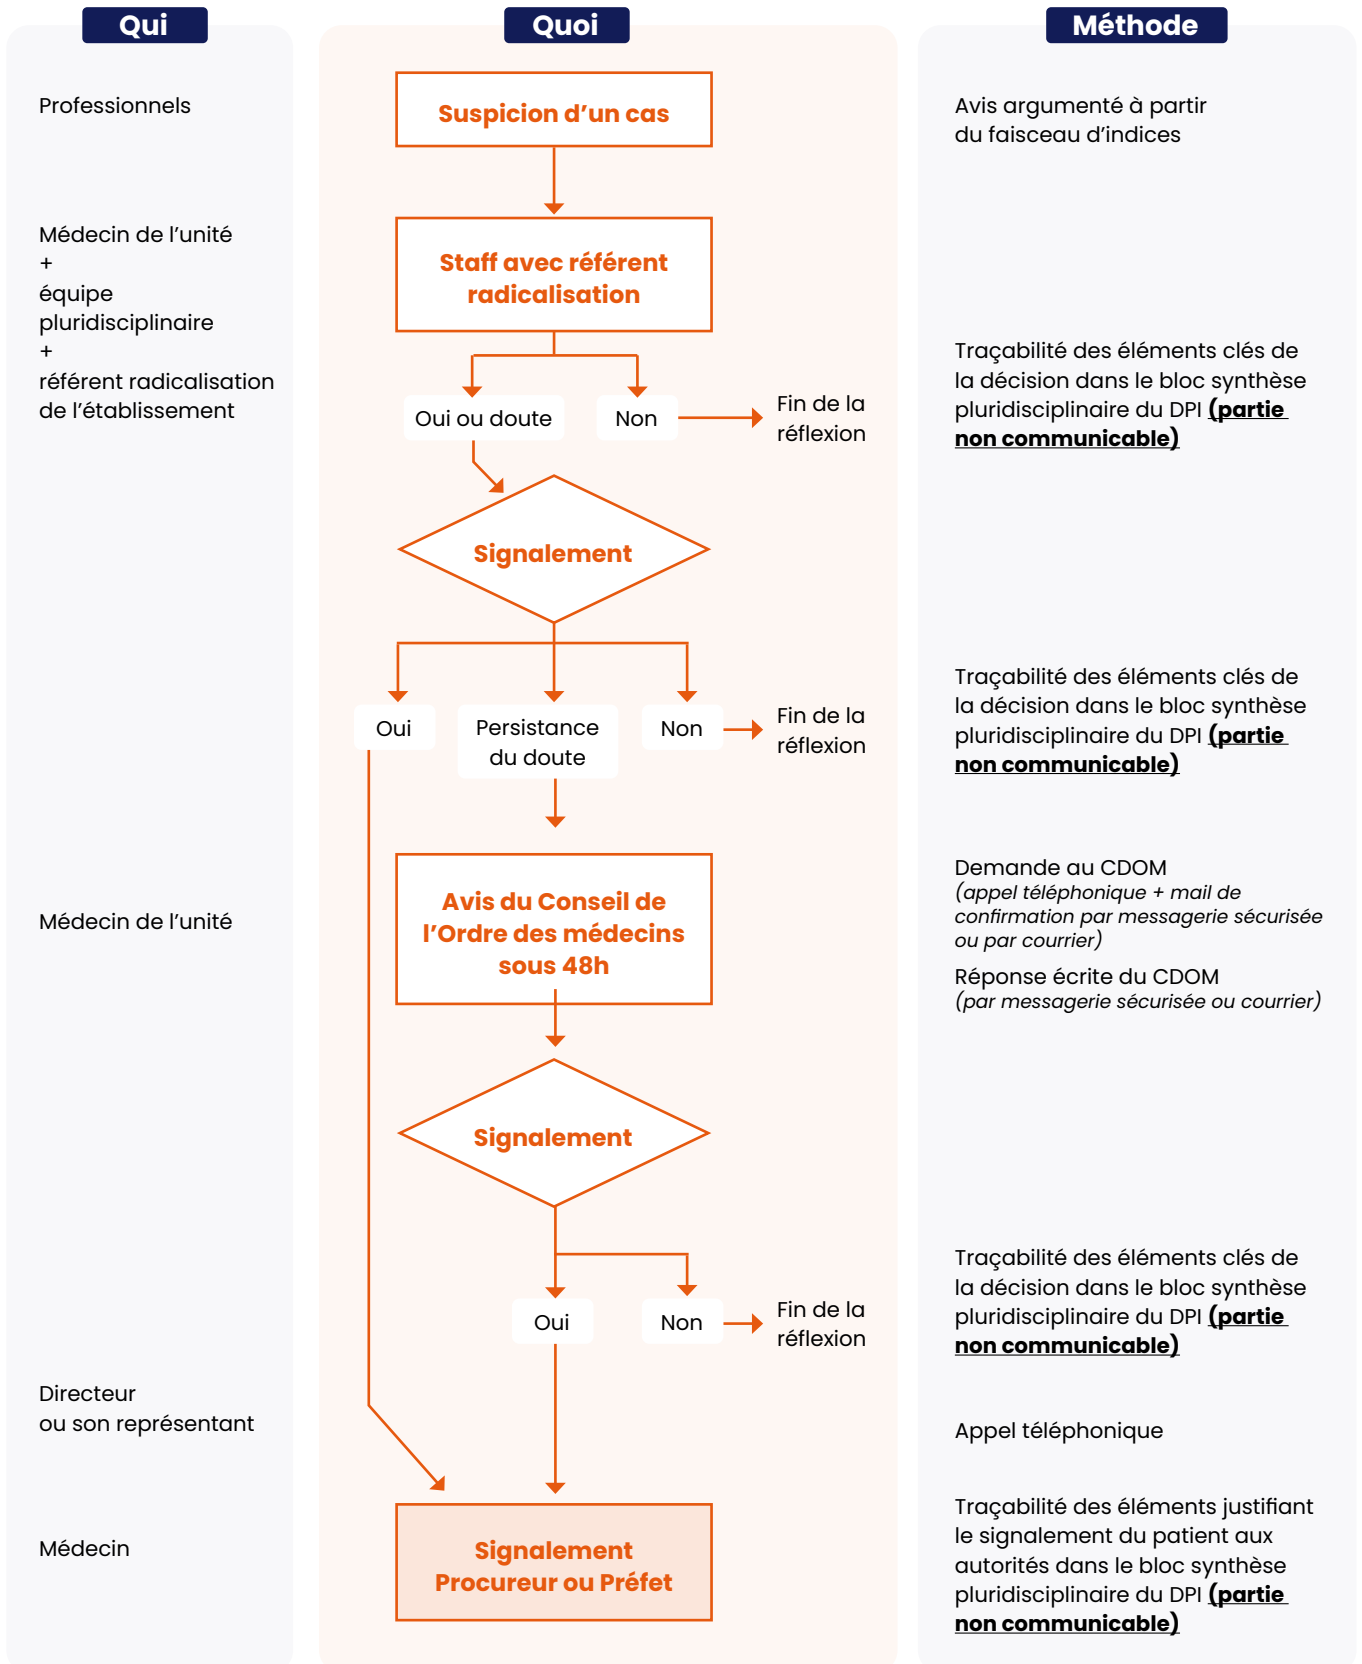 Qui
Quoi
Méthode
Professionnels
Suspicion d’un cas
Avis argumenté à partir
du faisceau d’indices
Médecin de l’unité
+
équipe
pluridisciplinaire
+
référent radicalisation
de l’établissement
Staff avec référent
radicalisation
Oui ou doute
Non
Fin de la
réflexion
Traçabilité des éléments clés de
la décision dans le bloc synthèse
pluridisciplinaire du DPI (partie
non communicable)
Signalement
Oui
Persistance
du doute
Non
Fin de la
réflexion
Traçabilité des éléments clés de
la décision dans le bloc synthèse
pluridisciplinaire du DPI (partie
non communicable)
Médecin de l’unité
Avis du Conseil de
l’Ordre des médecins
sous 48h
Demande au CDOM
(appel téléphonique + mail de
confirmation par messagerie sécurisée
ou par courrier)
Réponse écrite du CDOM
(par messagerie sécurisée ou courrier)
Signalement
Oui
Non
Fin de la
réflexion
Traçabilité des éléments clés de
la décision dans le bloc synthèse
pluridisciplinaire du DPI (partie
non communicable)
Directeur
ou son représentant
Appel téléphonique
Médecin
Signalement
Procureur ou Préfet
Traçabilité des éléments justifiant
le signalement du patient aux
autorités dans le bloc synthèse
pluridisciplinaire du DPI (partie
non communicable)